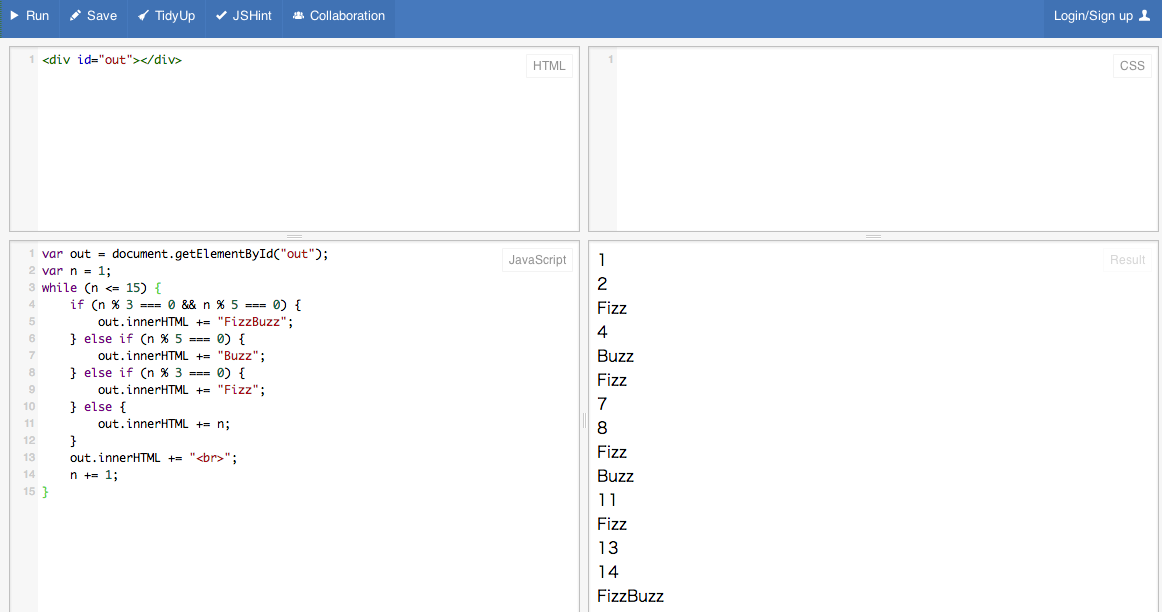 Run Save TidyUp JSHint Collaboration Login/Sign up
1 <div id="out"></div>
HTML
1
CSS
1 var out = document.getElementById("out");
2 var n = 1;
3 while (n <= 15) {
4     if (n % 3 === 0 && n % 5 === 0) {
5         out.innerHTML += "FizzBuzz";
6     } else if (n % 5 === 0) {
7         out.innerHTML += "Buzz";
8     } else if (n % 3 === 0) {
9         out.innerHTML += "Fizz";
10     } else {
11         out.innerHTML += n;
12     }
13     out.innerHTML += "<br>";
14     n += 1;
15 }
JavaScript
1
2
Fizz
4
Buzz
Fizz
7
8
Fizz
Buzz
11
Fizz
13
14
FizzBuzz
Result